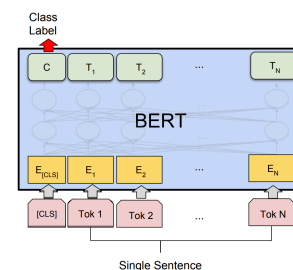 Class
Label
C T1 T2 ... TN
BERT
E[CLS] E1 E2 ... EN
[CLS] Tok 1 Tok 2 ... Tok N
Single Sentence